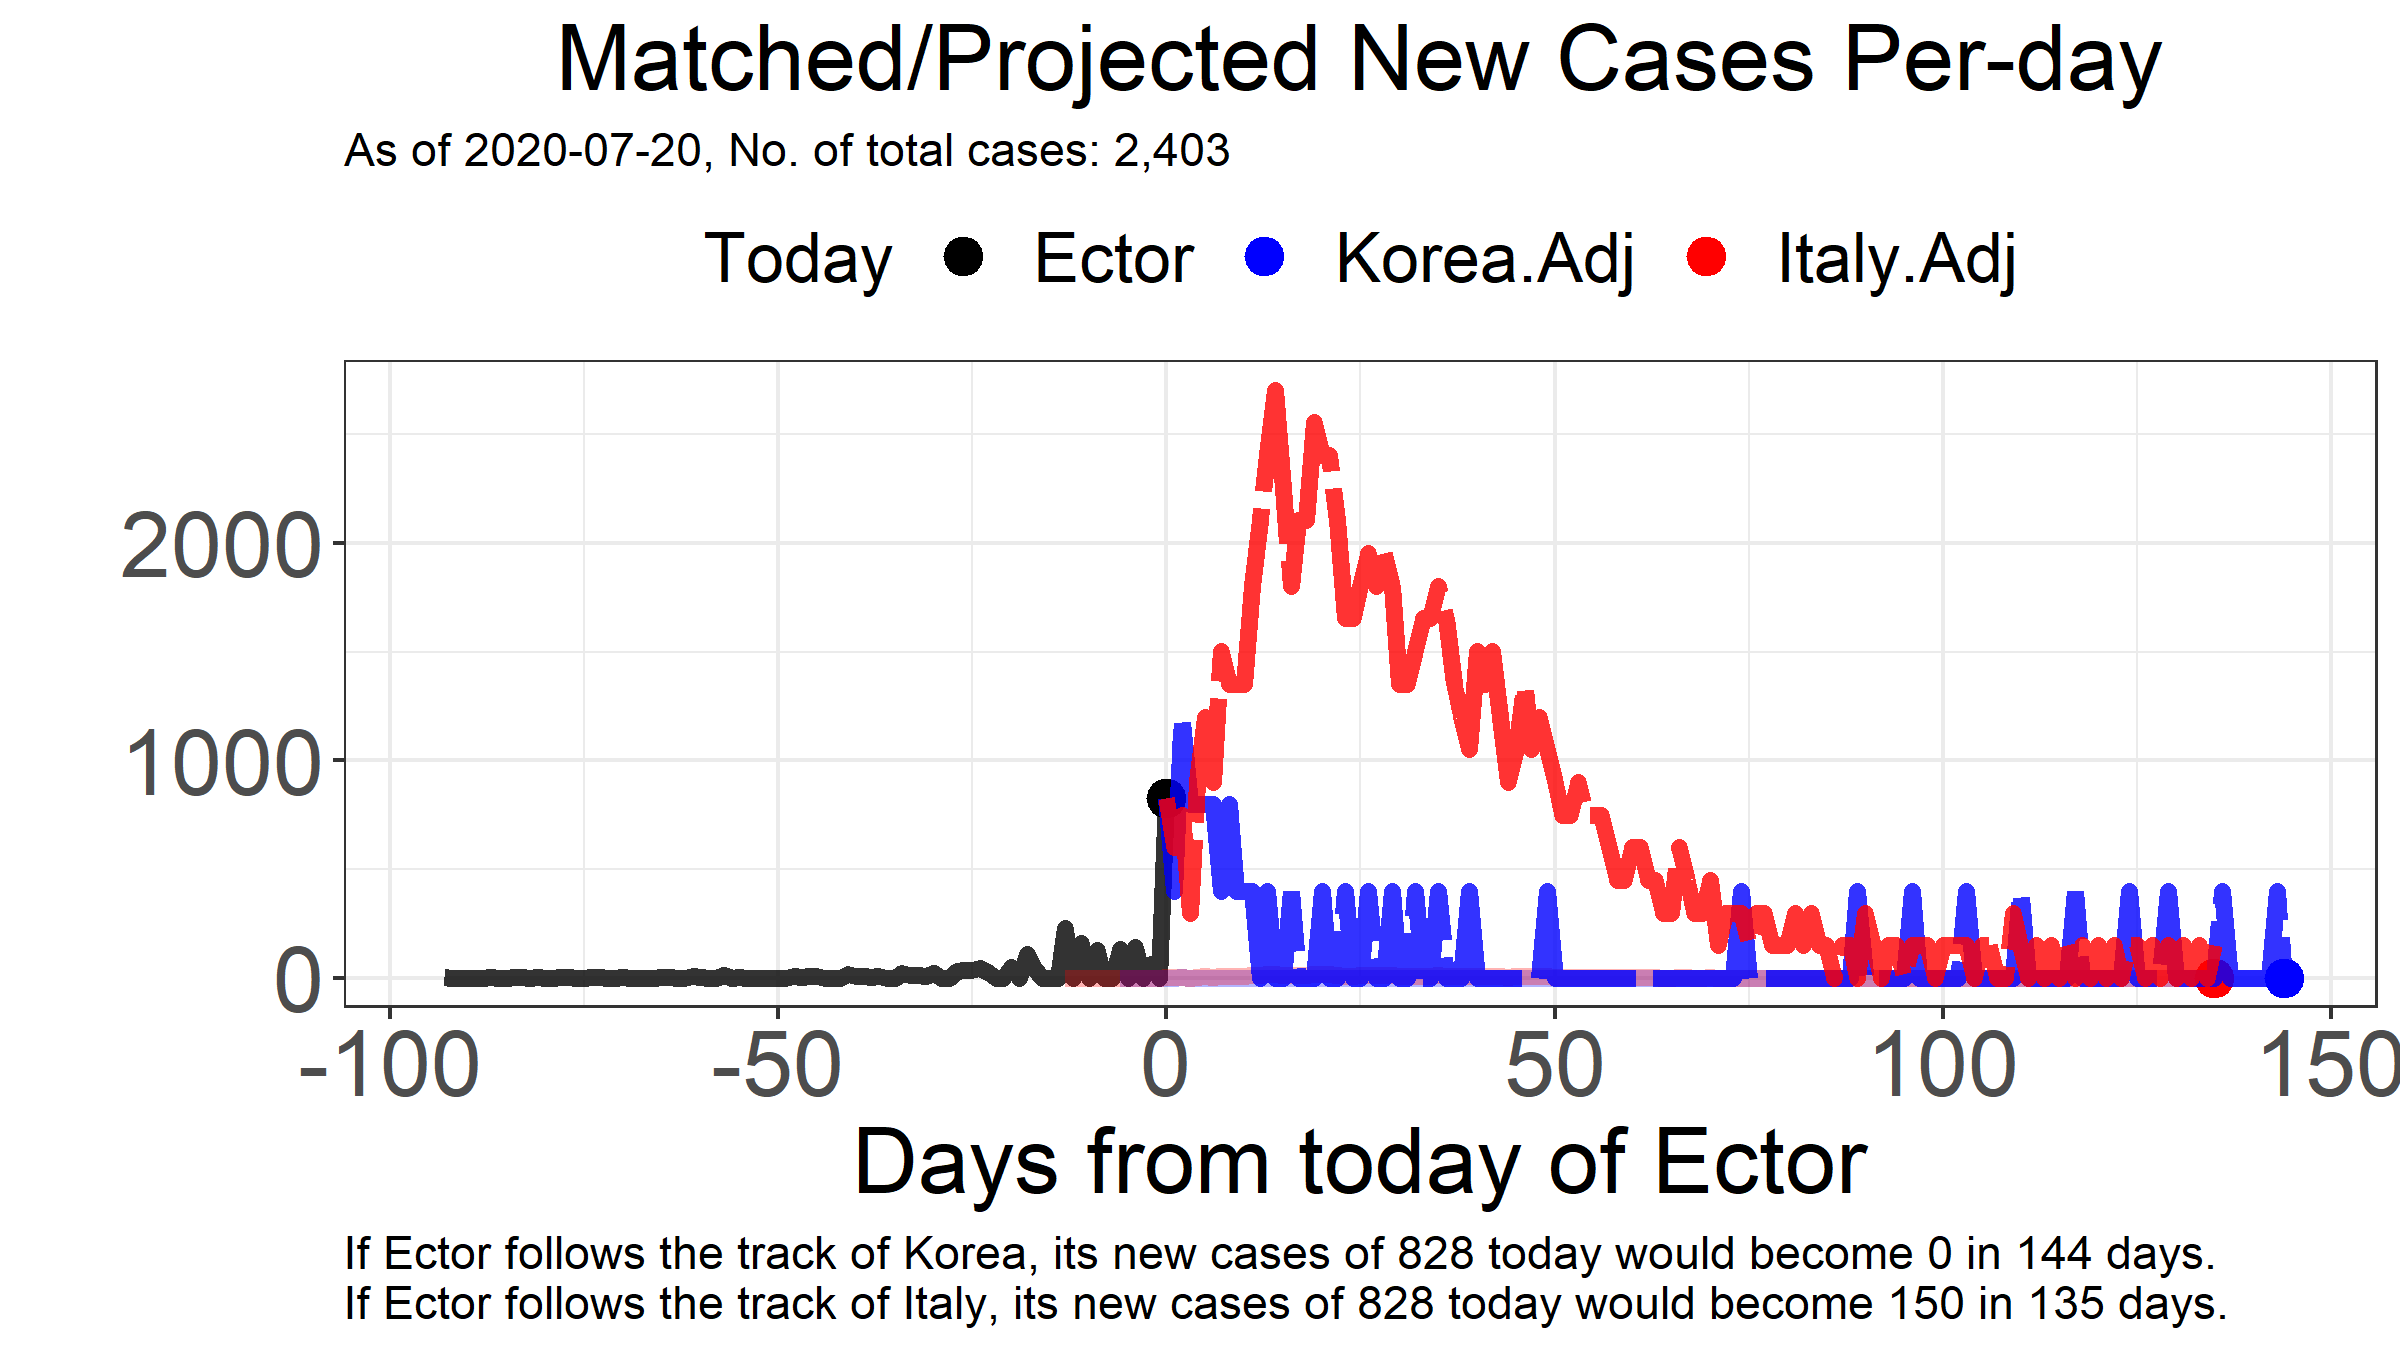 Matched/Projected New Cases Per-day
As of 2020-07-20, No. of total cases: 2,403
Today Ector Korea.Adj Italy.Adj
2000
1000
0
-100 -50 0 50 100 150
Days from today of Ector
If Ector follows the track of Korea, its new cases of 828 today would become 0 in 144 days.
If Ector follows the track of Italy, its new cases of 828 today would become 150 in 135 days.